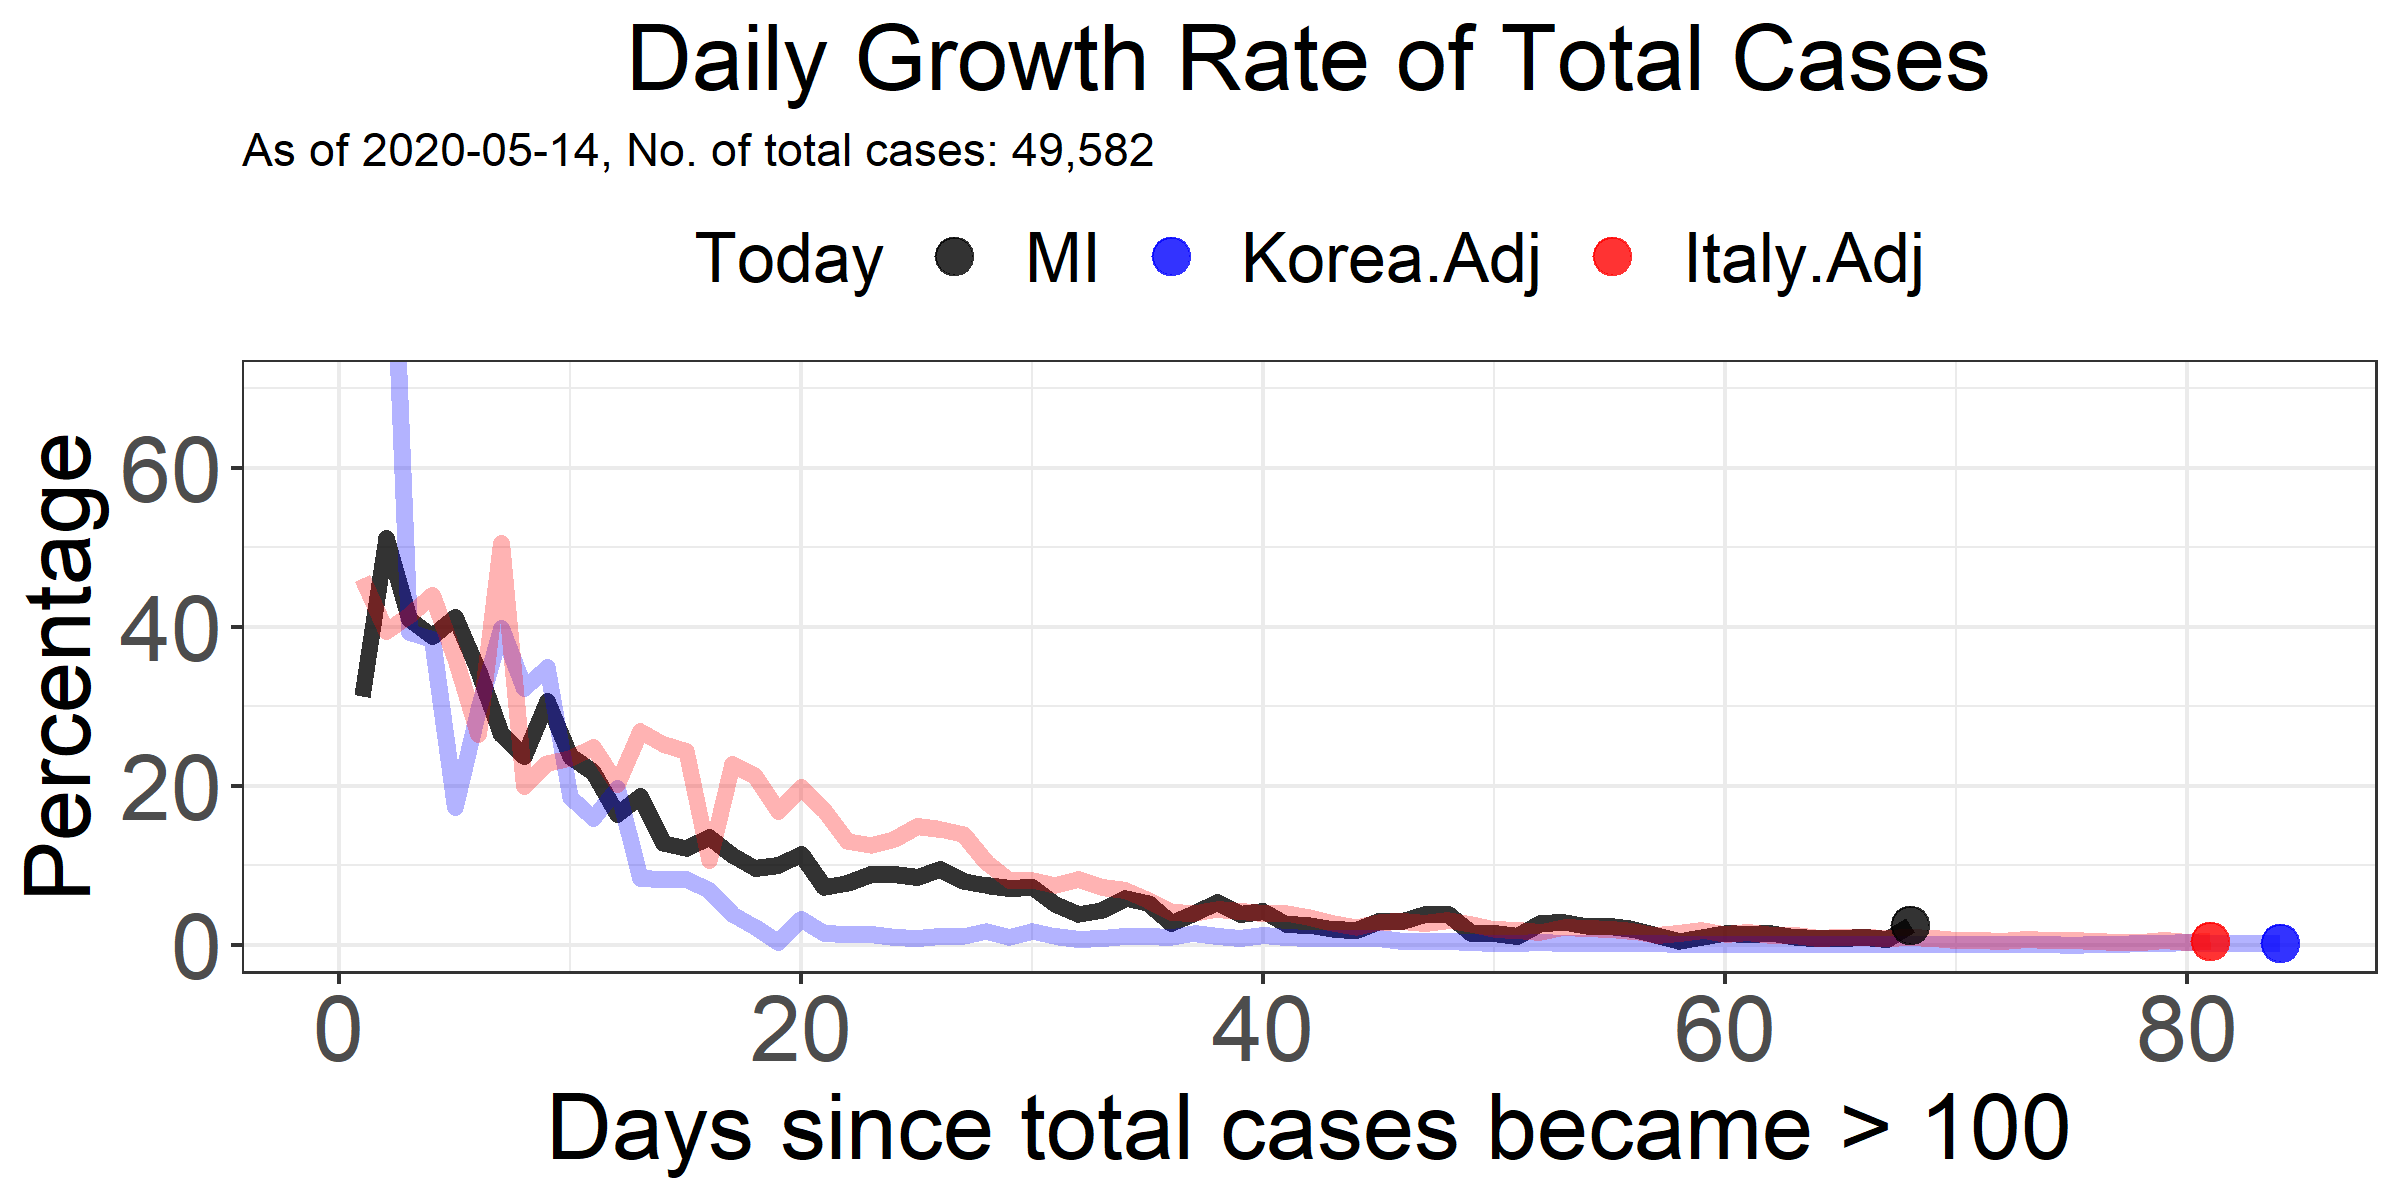 Daily Growth Rate of Total Cases
As of 2020-05-14, No. of total cases: 49,582
Today MI Korea.Adj Italy.Adj
Percentage
60
40
20
0
0 20 40 60 80
Days since total cases became > 100